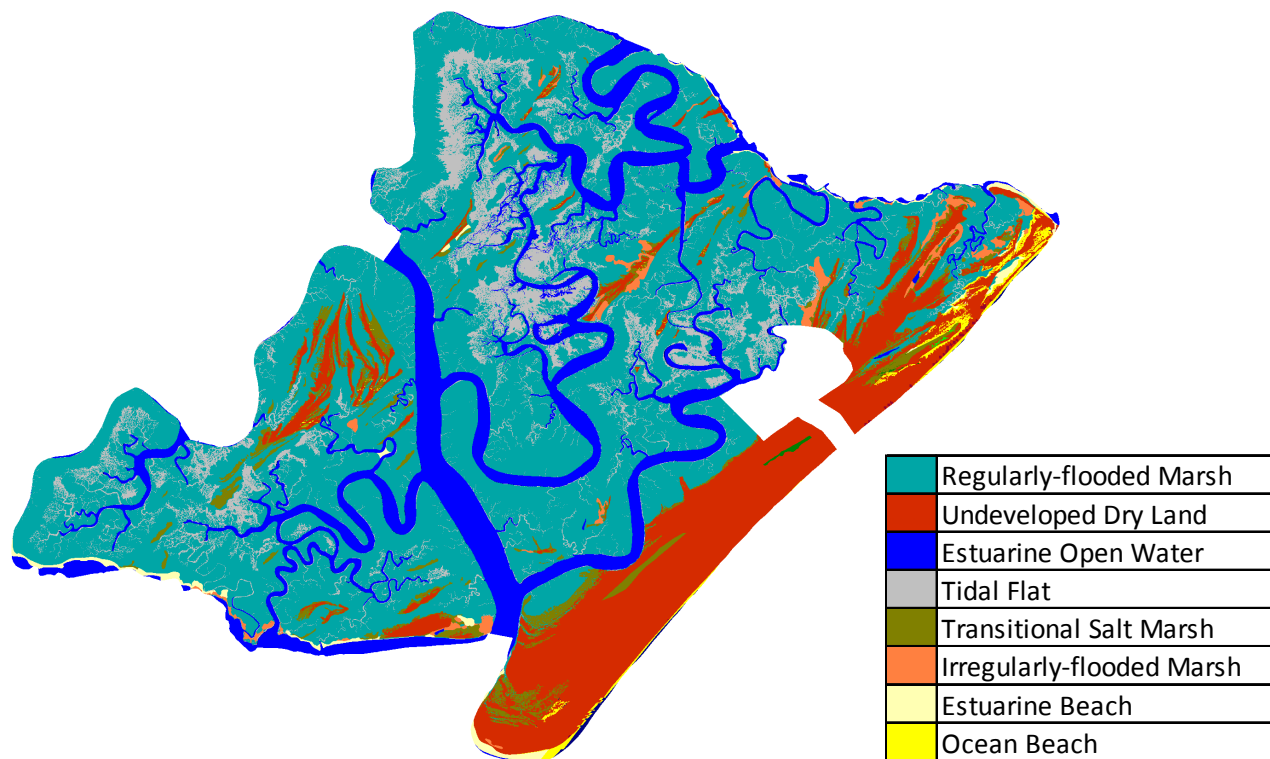 Regularly-flooded Marsh
Undeveloped Dry Land
Estuarine Open Water
Tidal Flat
Transitional Salt Marsh
Irregularly-flooded Marsh
Estuarine Beach
Ocean Beach